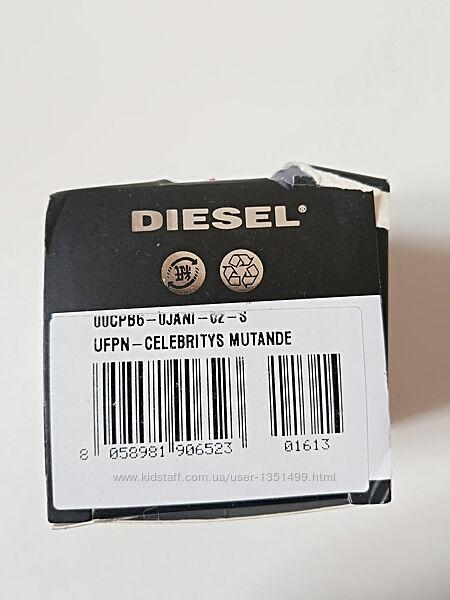 DIESEL®
00CPB6-0JANI-02-S
UFPN-CELEBRITYS MUTANDE
8 058981 906523 01613
www.kidstaff.com.ua/user-1351499.html